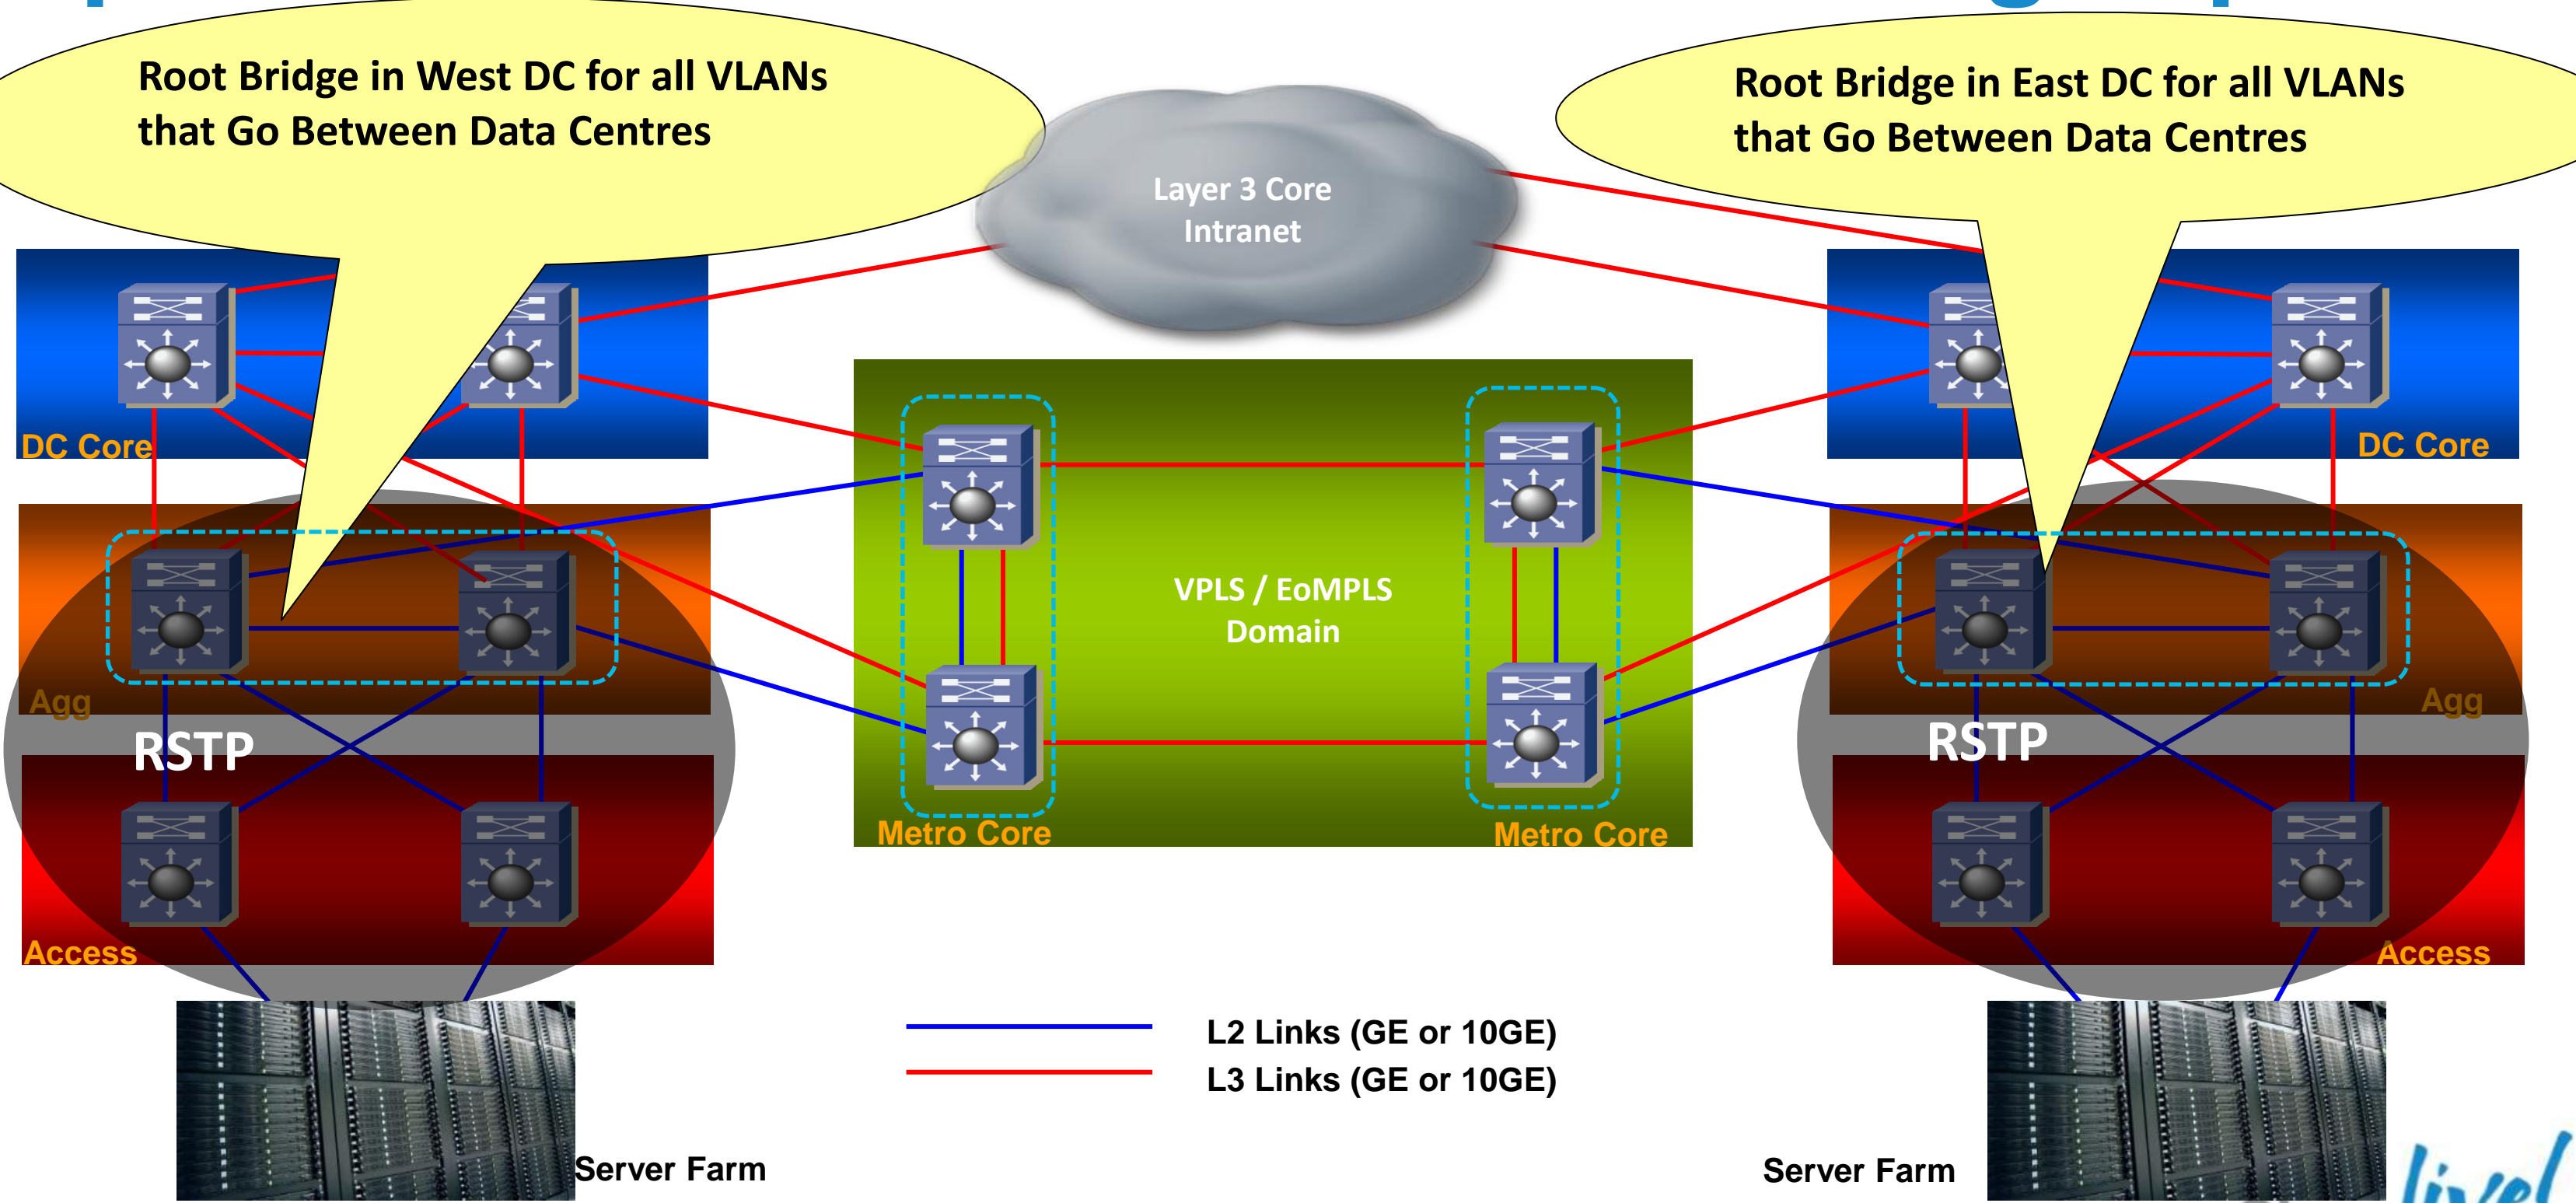 Root Bridge in West DC for all VLANs
that Go Between Data Centres
Root Bridge in East DC for all VLANs
that Go Between Data Centres
Layer 3 Core
Intranet
DC Core
DC Core
VPLS / EoMPLS
Domain
Agg
Agg
RSTP
RSTP
Metro Core
Metro Core
Access
Access
L2 Links (GE or 10GE)
L3 Links (GE or 10GE)
Server Farm
Server Farm
live!